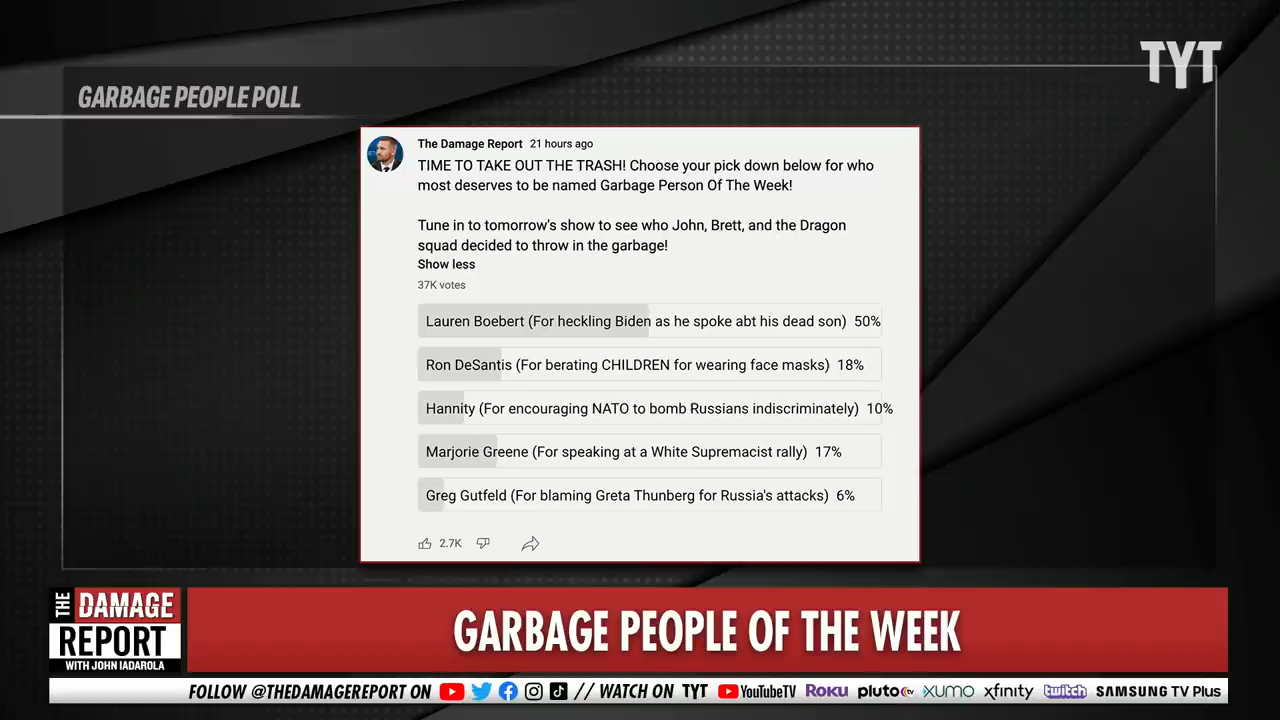 TYT
GARBAGE PEOPLE POLL
The Damage Report 21 hours ago
TIME TO TAKE OUT THE TRASH! Choose your pick down below for who
most deserves to be named Garbage Person Of The Week!
Tune in to tomorrow's show to see who John, Brett, and the Dragon
squad decided to throw in the garbage!
Show less
37K votes
Lauren Boebert (For heckling Biden as he spoke abt his dead son) 50%
Ron DeSantis (For berating CHILDREN for wearing face masks) 18%
Hannity (For encouraging NATO to bomb Russians indiscriminately) 10%
Marjorie Greene (For speaking at a White Supremacist rally) 17%
Greg Gutfeld (For blaming Greta Thunberg for Russia's attacks) 6%
2.7K
THE DAMAGE
REPORT
WITH JOHN IADAROLA
GARBAGE PEOPLE OF THE WEEK
FOLLOW @THEDAMAGEREPORT ON // WATCH ON TYT YouTubeTV Roku pluto tv xumo xfinity twitch SAMSUNG TV Plus